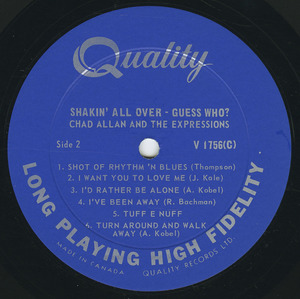 Quality
SHAKIN' ALL OVER - GUESS WHO?
CHAD ALLAN AND THE EXPRESSIONS
Side 2
V 1756(C)
1. SHOT OF RHYTHM 'N BLUES (Thompson)
2. I WANT YOU TO LOVE ME (J. Kale)
3. I'D RATHER BE ALONE (A. Kobel)
4. I'VE BEEN AWAY (R. Bachman)
5. TUFF E NUFF
6. TURN AROUND AND WALK
AWAY (A. Kobel)
LONG PLAYING HIGH FIDELITY
MADE IN CANADA
QUALITY RECORDS LTD.